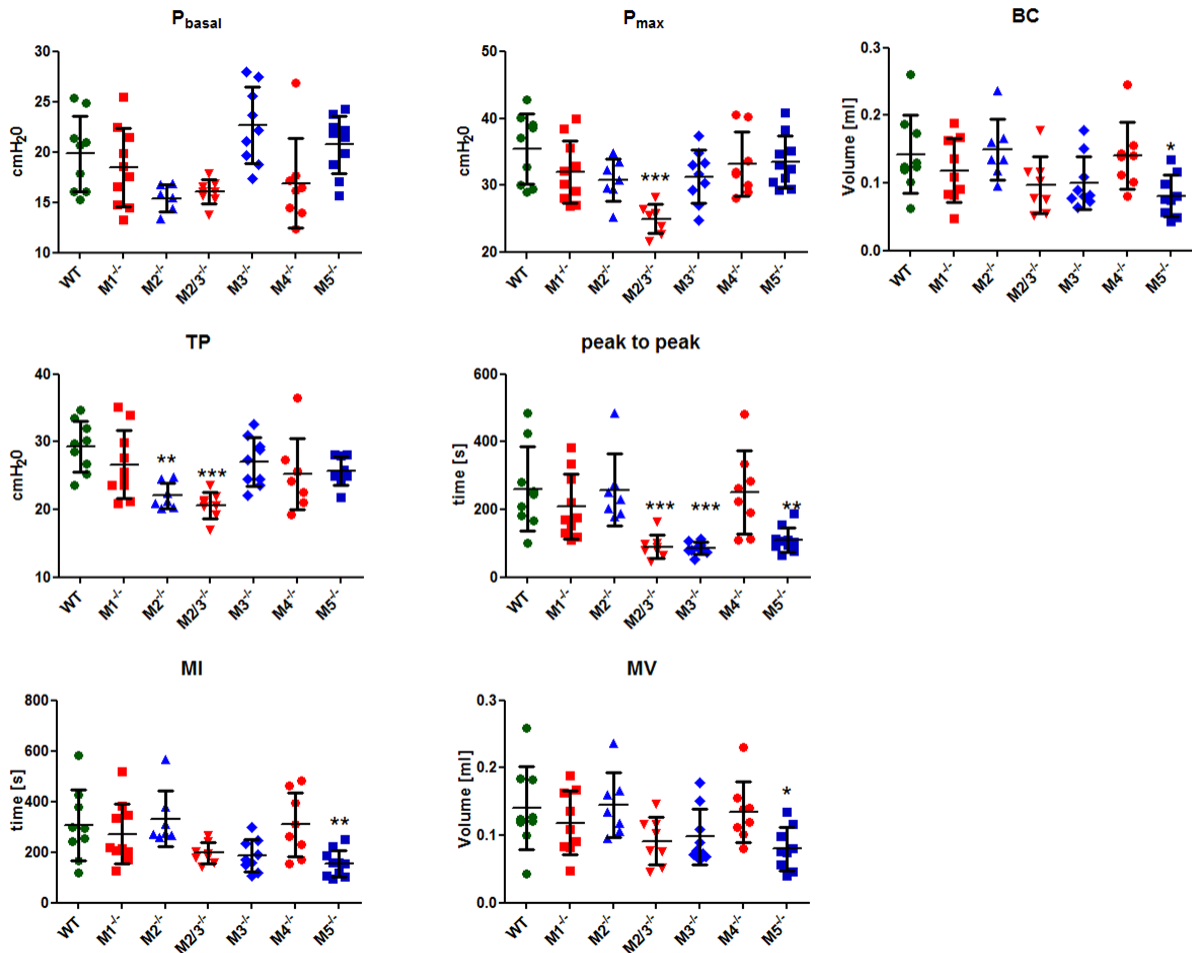 P_basal
cmH₂0
30
25
20
15
10
WT
M1⁻/⁻
M2⁻/⁻
M2/3⁻/⁻
M3⁻/⁻
M4⁻/⁻
M5⁻/⁻
P_max
cmH₂0
50
40
30
20
***
WT
M1⁻/⁻
M2⁻/⁻
M2/3⁻/⁻
M3⁻/⁻
M4⁻/⁻
M5⁻/⁻
BC
Volume [ml]
0.3
0.2
0.1
0.0
*
WT
M1⁻/⁻
M2⁻/⁻
M2/3⁻/⁻
M3⁻/⁻
M4⁻/⁻
M5⁻/⁻
TP
cmH₂0
40
30
20
10
**
***
WT
M1⁻/⁻
M2⁻/⁻
M2/3⁻/⁻
M3⁻/⁻
M4⁻/⁻
M5⁻/⁻
peak to peak
time [s]
600
400
200
0
***
***
**
WT
M1⁻/⁻
M2⁻/⁻
M2/3⁻/⁻
M3⁻/⁻
M4⁻/⁻
M5⁻/⁻
MI
time [s]
800
600
400
200
0
**
WT
M1⁻/⁻
M2⁻/⁻
M2/3⁻/⁻
M3⁻/⁻
M4⁻/⁻
M5⁻/⁻
MV
Volume [ml]
0.3
0.2
0.1
0.0
*
WT
M1⁻/⁻
M2⁻/⁻
M2/3⁻/⁻
M3⁻/⁻
M4⁻/⁻
M5⁻/⁻